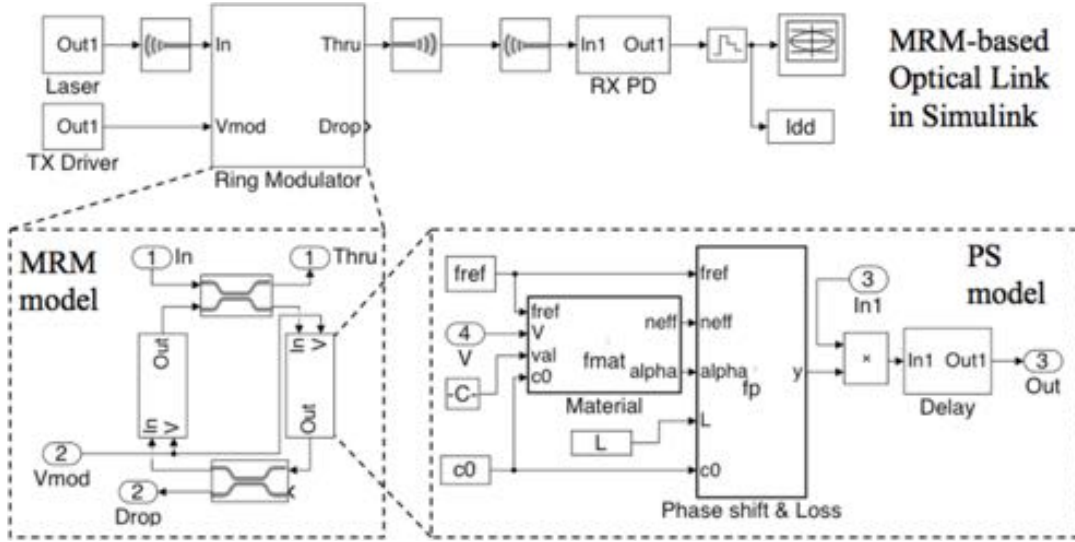 Out1
Laser
In
Thru
Vmod
Drop
Ring Modulator
Out1
TX Driver
In1
Out1
RX PD
Idd
MRM-based
Optical Link
in Simulink
MRM
model
1
In
1
Thru
Out
In
V
In
V
Out
2
Vmod
2
Drop
PS
model
fref
4
V
-C-
c0
fref
V
val
c0
neff
fmat
alpha
Material
L
fref
neff
alpha
fp
L
c0
y
Phase shift & Loss
3
In1
×
In1
Out1
Delay
3
Out